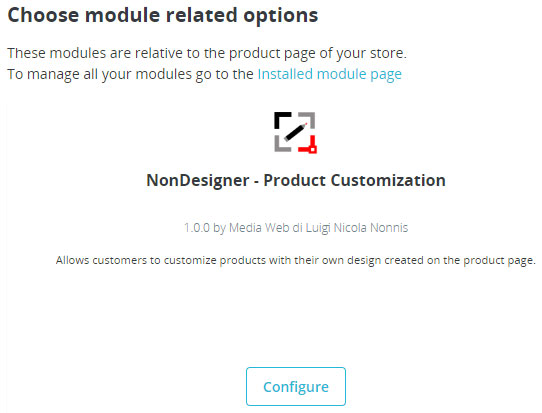 Choose module related options
These modules are relative to the product page of your store.
To manage all your modules go to the Installed module page
NonDesigner - Product Customization
1.0.0 by Media Web di Luigi Nicola Nonnis
Allows customers to customize products with their own design created on the product page.
Configure